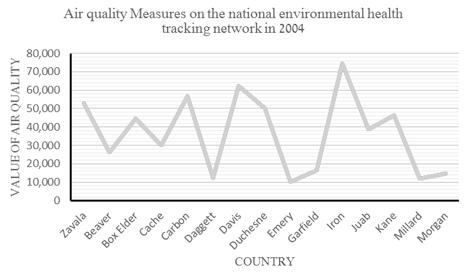 Air quality Measures on the national environmental health
tracking network in 2004
VALUE OF AIR QUALITY
80,000
70,000
60,000
50,000
40,000
30,000
20,000
10,000
0
Zavala
Beaver
Box Elder
Cache
Carbon
Daggett
Davis
Duchesne
Emery
Garfield
Iron
Juab
Kane
Millard
Morgan
COUNTRY